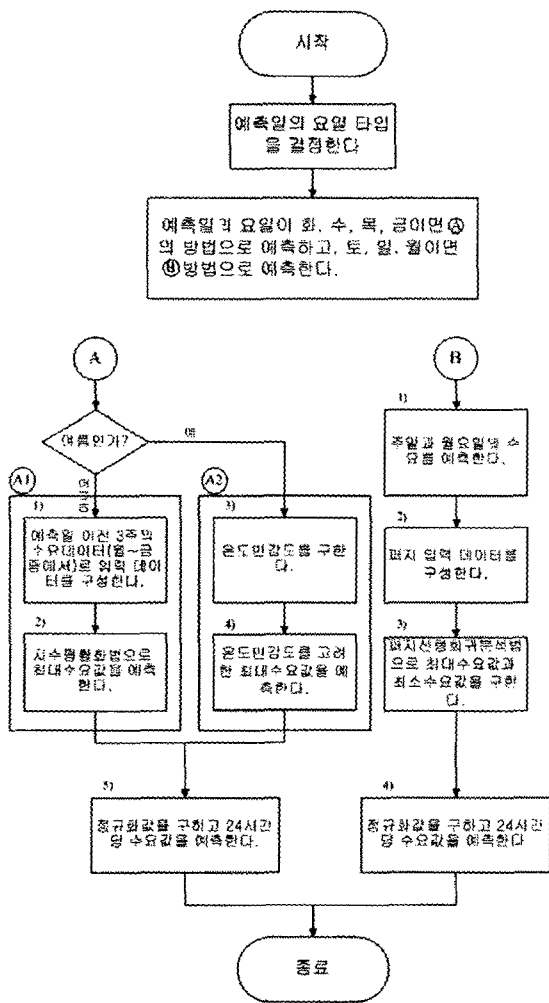 시작
예측일의 요일 타입
을 결정한다
예측일의 요일이 화, 수, 목, 금이면 Ⓐ
의 방법으로 예측하고, 토, 일, 월이면
Ⓑ 방법으로 예측한다.
A
여름인가?
예
아니오
A1
1)
예측일 이전 3주의
수요데이터(월~금
중에서)로 입력 데이
터를 구성한다.
2)
지수평활화법으로
최대수요값을 예측
한다.
A2
3)
온도민감도를 구한
다.
4)
온도민감도를 고려
한 최대수요값을 예
측한다.
5)
정규화값을 구하고 24시간
당 수요값을 예측한다.
B
1)
주말과 월요일의 수
요를 예측한다.
2)
퍼지 입력 데이터를
구성한다.
3)
퍼지선형회귀분석법
으로 최대수요값과
최소수요값을 구한
다.
4)
정규화값을 구하고 24시간
당 수요값을 예측한다
종료